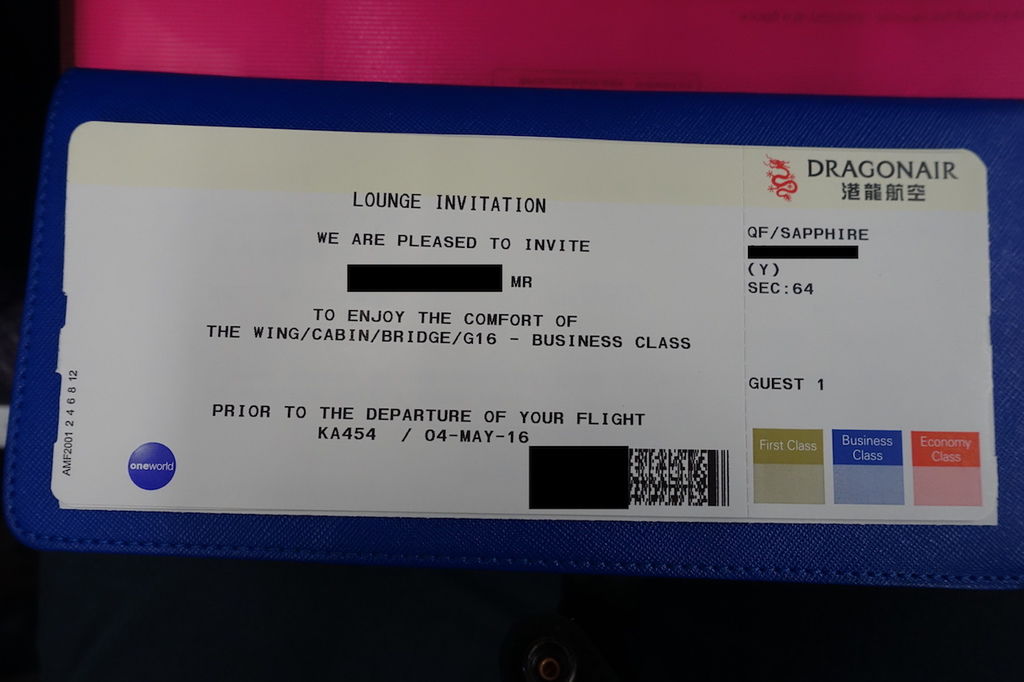 LOUNGE INVITATION
WE ARE PLEASED TO INVITE
MR
TO ENJOY THE COMFORT OF
THE WING/CABIN/BRIDGE/G16 - BUSINESS CLASS
PRIOR TO THE DEPARTURE OF YOUR FLIGHT
KA454 / 04-MAY-16
AMF2001 2 4 6 8 12
oneworld
DRAGONAIR
港龍航空
QF/SAPPHIRE
(Y)
SEC:64
GUEST 1
First Class
Business
Class
Economy
Class